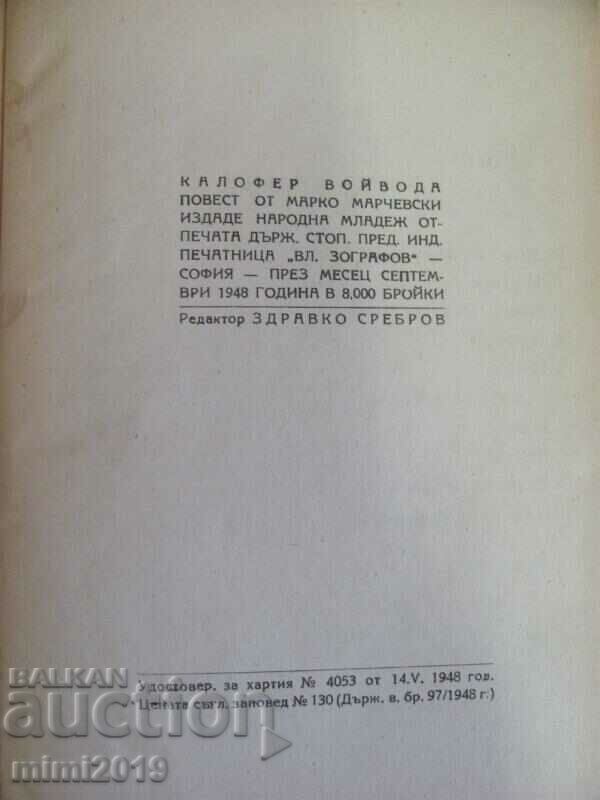 КАЛОФЕР ВОЙВОДА
ПОВЕСТ ОТ МАРКО МАРЧЕВСКИ
ИЗДАДЕ НАРОДНА МЛАДЕЖ ОТ-
ПЕЧАТА ДЪРЖ. СТОП. ПРЕД. ИНД.
ПЕЧАТНИЦА „ВЛ. ЗОГРАФОВ“ —
СОФИЯ — ПРЕЗ МЕСЕЦ СЕПТЕМ-
ВРИ 1948 ГОДИНА В 8,000 БРОЙКИ
Редактор ЗДРАВКО СРЕБРОВ
Удостовер. за хартия № 4053 от 14.V. 1948 год.
Цената съгл. заповед № 130 (Държ. в. бр. 97/1948 г.)
BALKAN
auction
mimi2019